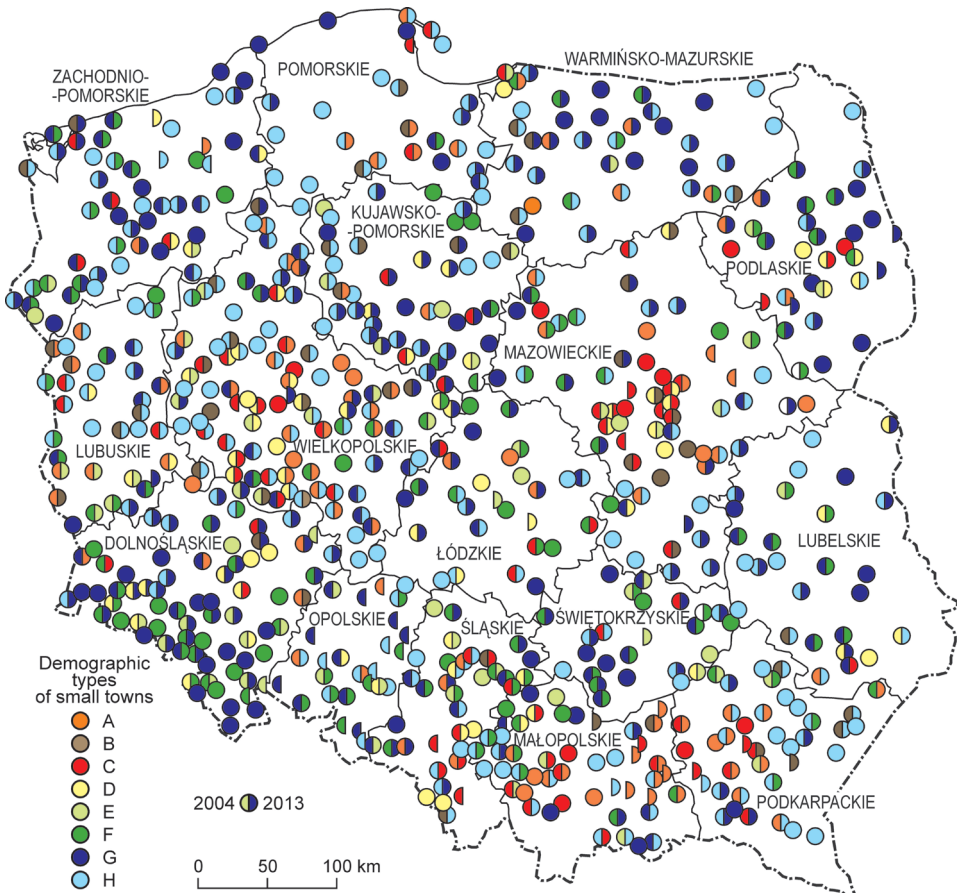 ZACHODNIO-
-POMORSKIE
POMORSKIE
WARMIŃSKO-MAZURSKIE
KUJAWSKO-
-POMORSKIE
PODLASKIE
MAZOWIECKIE
LUBUSKIE
WIELKOPOLSKIE
DOLNOŚLĄSKIE
ŁÓDZKIE
LUBELSKIE
OPOLSKIE
ŚLĄSKIE
ŚWIĘTOKRZYSKIE
MAŁOPOLSKIE
PODKARPACKIE
Demographic
types
of small towns
A
B
C
D
E
F
G
H
2004 2013
0 50 100 km